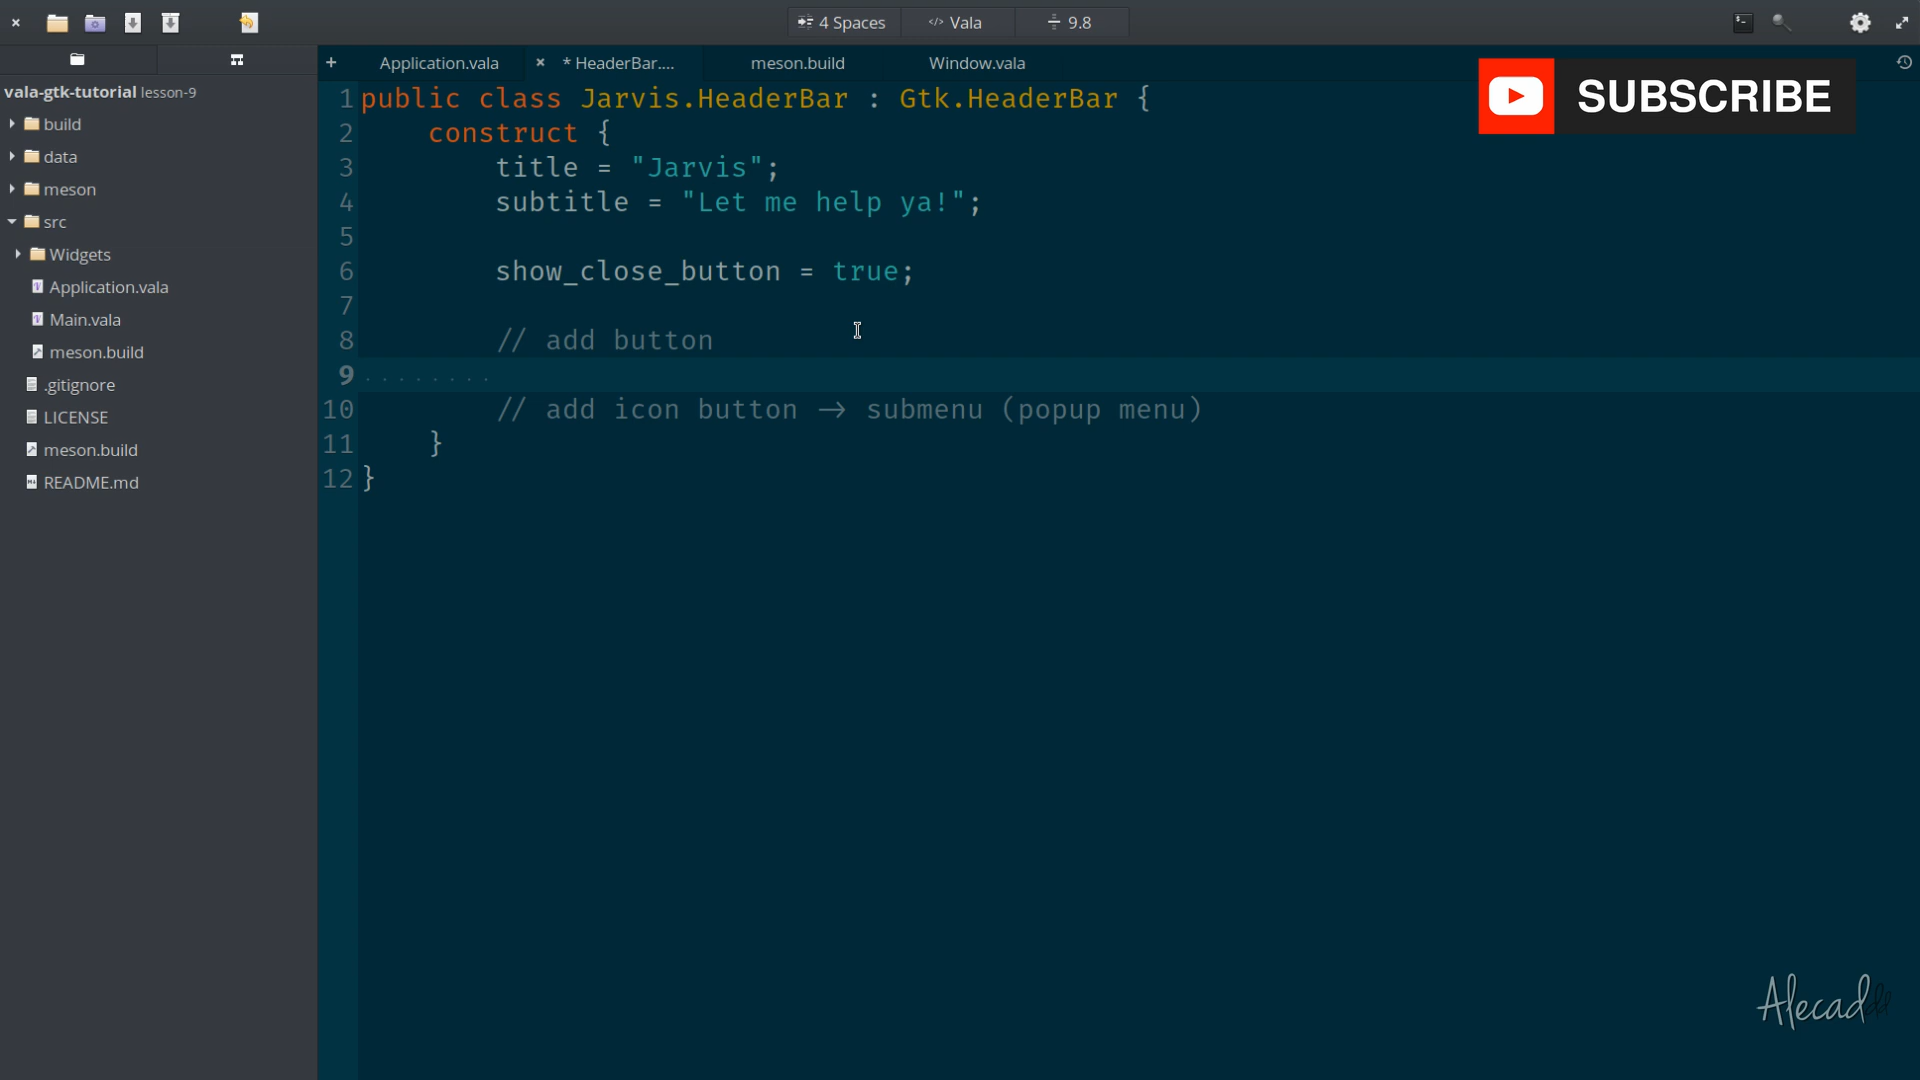 4 Spaces
</> Vala
9.8
Application.vala
* HeaderBar....
meson.build
Window.vala
SUBSCRIBE
vala-gtk-tutorial lesson-9
build
data
meson
src
Widgets
Application.vala
Main.vala
meson.build
.gitignore
LICENSE
meson.build
README.md
1 public class Jarvis.HeaderBar : Gtk.HeaderBar {
2 construct {
3 title = "Jarvis";
4 subtitle = "Let me help ya!";
5
6 show_close_button = true;
7
8 // add button
9
10 // add icon button → submenu (popup menu)
11 }
12 }
Alecaddd